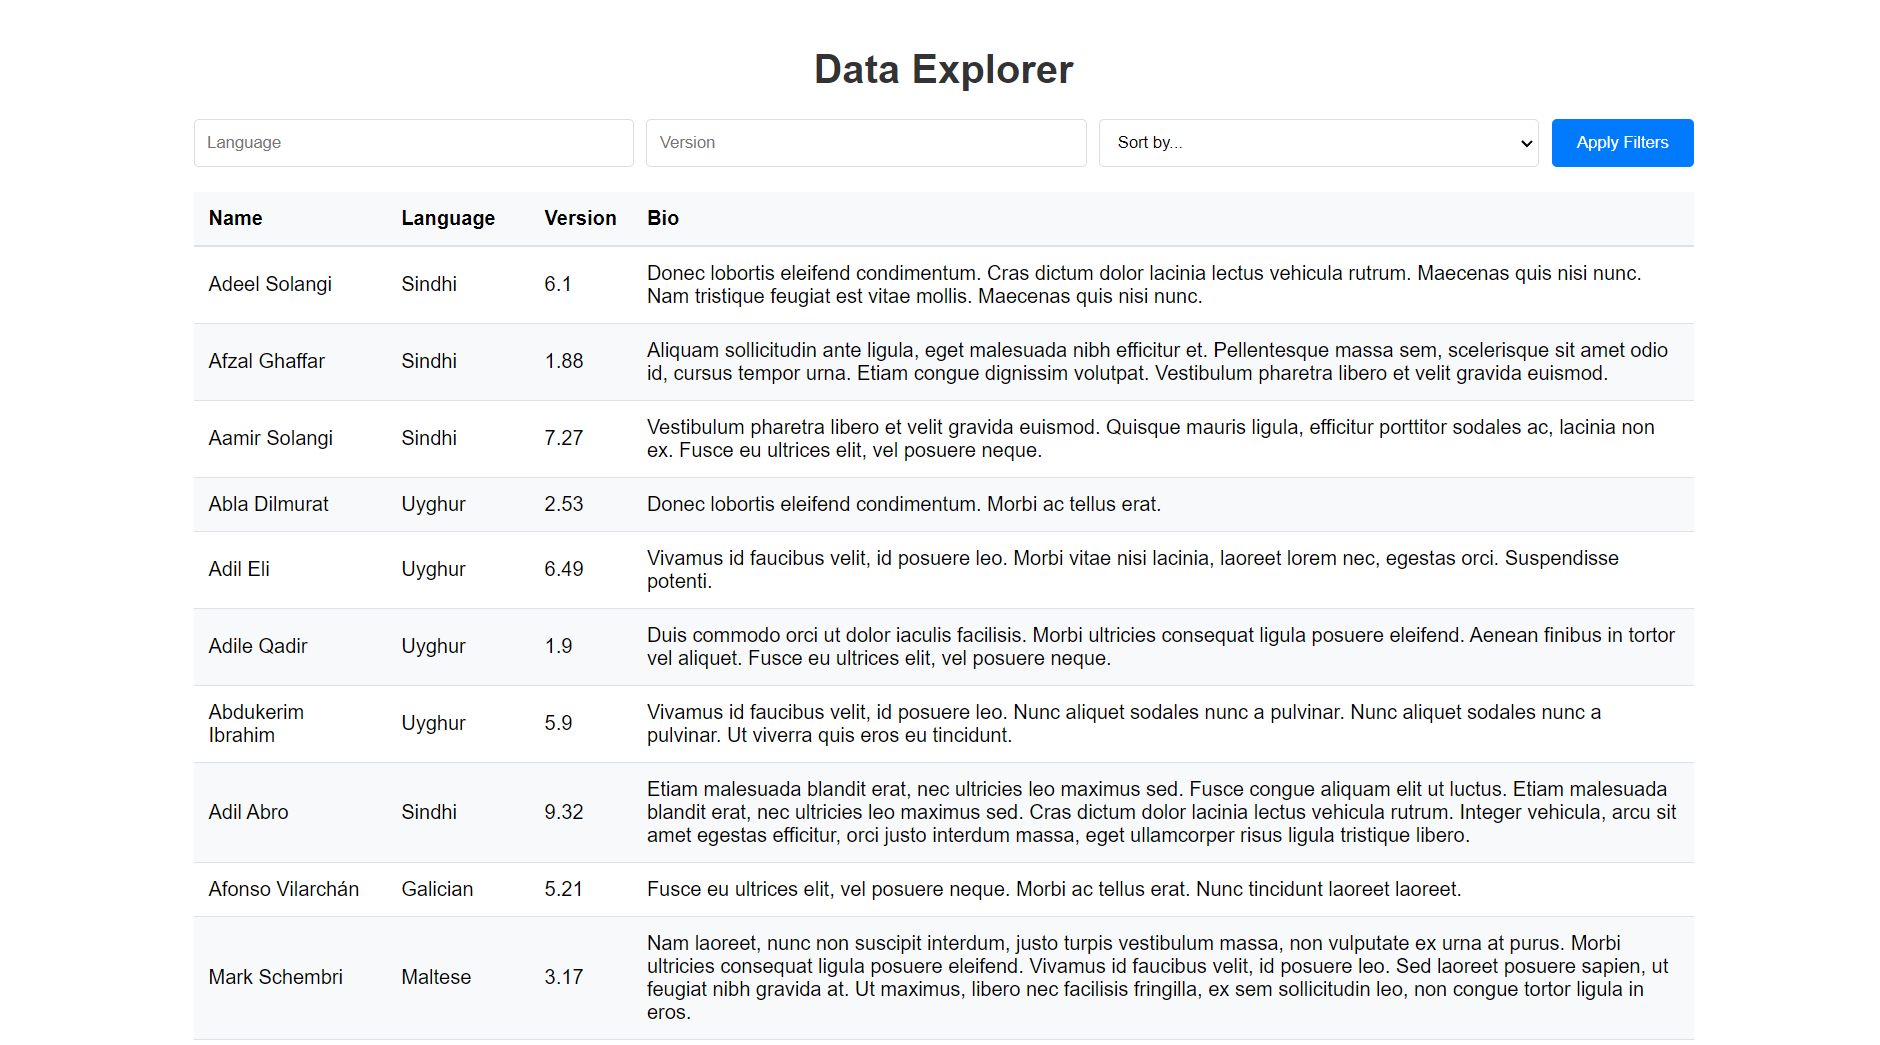 Data Explorer
Language Version Sort by... Apply Filters
Name Language Version Bio
Adeel Solangi Sindhi 6.1 Donec lobortis eleifend condimentum. Cras dictum dolor lacinia lectus vehicula rutrum. Maecenas quis nisi nunc.
Nam tristique feugiat est vitae mollis. Maecenas quis nisi nunc.
Afzal Ghaffar Sindhi 1.88 Aliquam sollicitudin ante ligula, eget malesuada nibh efficitur et. Pellentesque massa sem, scelerisque sit amet odio
id, cursus tempor urna. Etiam congue dignissim volutpat. Vestibulum pharetra libero et velit gravida euismod.
Aamir Solangi Sindhi 7.27 Vestibulum pharetra libero et velit gravida euismod. Quisque mauris ligula, efficitur porttitor sodales ac, lacinia non
ex. Fusce eu ultrices elit, vel posuere neque.
Abla Dilmurat Uyghur 2.53 Donec lobortis eleifend condimentum. Morbi ac tellus erat.
Adil Eli Uyghur 6.49 Vivamus id faucibus velit, id posuere leo. Morbi vitae nisi lacinia, laoreet lorem nec, egestas orci. Suspendisse
potenti.
Adile Qadir Uyghur 1.9 Duis commodo orci ut dolor iaculis facilisis. Morbi ultricies consequat ligula posuere eleifend. Aenean finibus in tortor
vel aliquet. Fusce eu ultrices elit, vel posuere neque.
Abdukerim
Ibrahim Uyghur 5.9 Vivamus id faucibus velit, id posuere leo. Nunc aliquet sodales nunc a pulvinar. Nunc aliquet sodales nunc a
pulvinar. Ut viverra quis eros eu tincidunt.
Adil Abro Sindhi 9.32 Etiam malesuada blandit erat, nec ultricies leo maximus sed. Fusce congue aliquam elit ut luctus. Etiam malesuada
blandit erat, nec ultricies leo maximus sed. Cras dictum dolor lacinia lectus vehicula rutrum. Integer vehicula, arcu sit
amet egestas efficitur, orci justo interdum massa, eget ullamcorper risus ligula tristique libero.
Afonso Vilarchán Galician 5.21 Fusce eu ultrices elit, vel posuere neque. Morbi ac tellus erat. Nunc tincidunt laoreet laoreet.
Mark Schembri Maltese 3.17 Nam laoreet, nunc non suscipit interdum, justo turpis vestibulum massa, non vulputate ex urna at purus. Morbi
ultricies consequat ligula posuere eleifend. Vivamus id faucibus velit, id posuere leo. Sed laoreet posuere sapien, ut
feugiat nibh gravida at. Ut maximus, libero nec facilisis fringilla, ex sem sollicitudin leo, non congue tortor ligula in
eros.